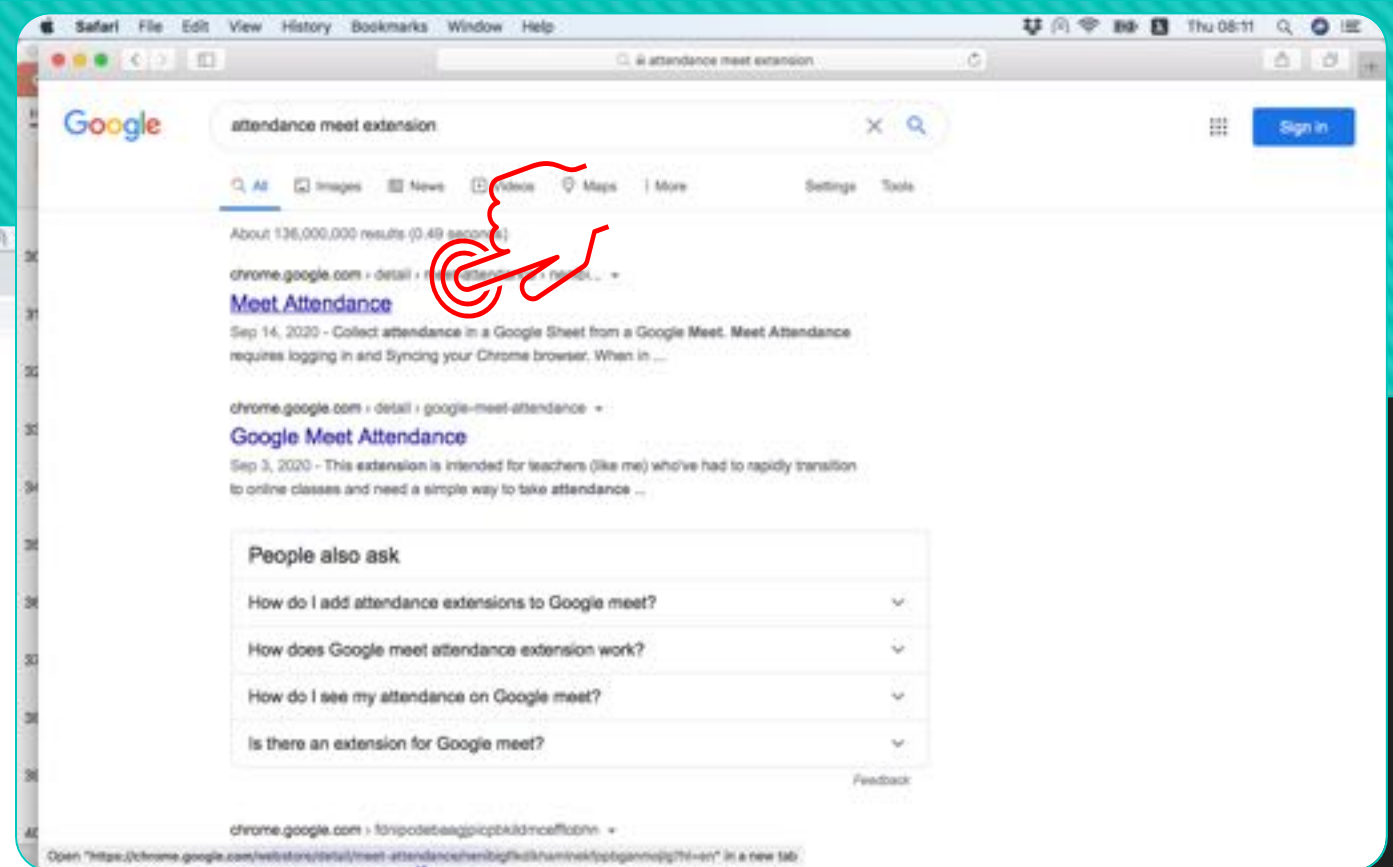 Safari File Edit View History Bookmarks Window Help Thu 08:11
attendance meet extension
Google attendance meet extension Sign in
All Images News Videos Maps More Settings Tools
About 136,000,000 results (0.49 seconds)
chrome.google.com › detail ›
Meet Attendance
Sep 14, 2020 - Collect attendance in a Google Sheet from a Google Meet. Meet Attendance
requires logging in and Syncing your Chrome browser. When in ...
chrome.google.com › detail › google-meet-attendance
Google Meet Attendance
Sep 3, 2020 - This extension is intended for teachers (like me) who've had to rapidly transition
to online classes and need a simple way to take attendance ...
People also ask
How do I add attendance extensions to Google meet?
How does Google meet attendance extension work?
How do I see my attendance on Google meet?
Is there an extension for Google meet?
Feedback
chrome.google.com ›
Open in a new tab